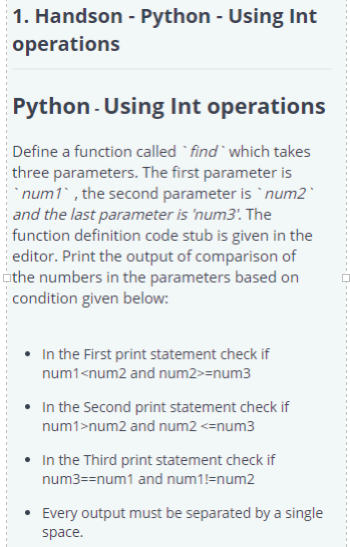 1. Handson - Python - Using Int
operations
Python - Using Int operations
Define a function called `find` which takes
three parameters. The first parameter is
`num1` , the second parameter is `num2`
and the last parameter is 'num3'. The
function definition code stub is given in the
editor. Print the output of comparison of
the numbers in the parameters based on
condition given below:
• In the First print statement check if
num1<num2 and num2>=num3
• In the Second print statement check if
num1>num2 and num2 <=num3
• In the Third print statement check if
num3==num1 and num1!=num2
• Every output must be separated by a single
space.